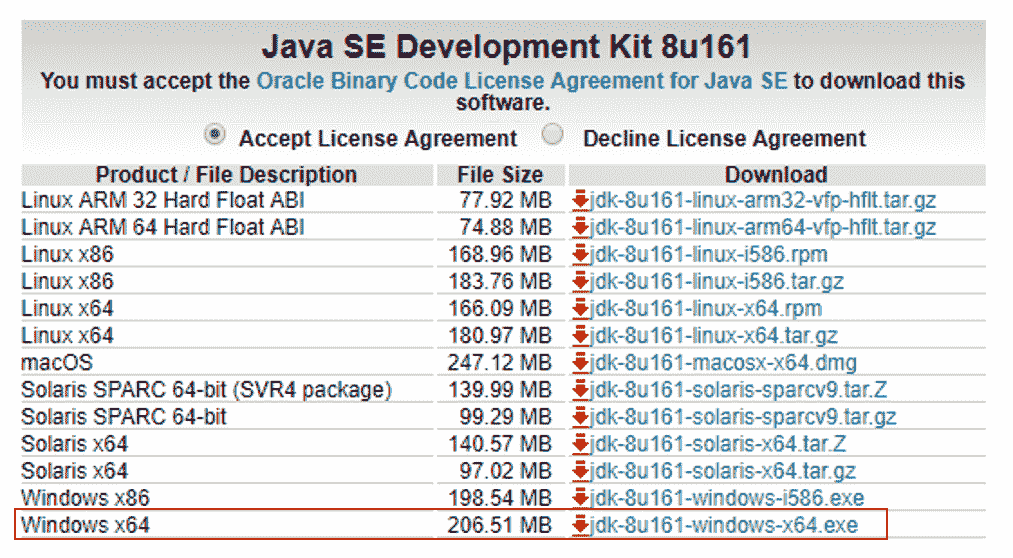 Java SE Development Kit 8u161
You must accept the Oracle Binary Code License Agreement for Java SE to download this
software.
Accept License Agreement Decline License Agreement
Product / File Description File Size Download
Linux ARM 32 Hard Float ABI 77.92 MB jdk-8u161-linux-arm32-vfp-hflt.tar.gz
Linux ARM 64 Hard Float ABI 74.88 MB jdk-8u161-linux-arm64-vfp-hflt.tar.gz
Linux x86 168.96 MB jdk-8u161-linux-i586.rpm
Linux x86 183.76 MB jdk-8u161-linux-i586.tar.gz
Linux x64 166.09 MB jdk-8u161-linux-x64.rpm
Linux x64 180.97 MB jdk-8u161-linux-x64.tar.gz
macOS 247.12 MB jdk-8u161-macosx-x64.dmg
Solaris SPARC 64-bit (SVR4 package) 139.99 MB jdk-8u161-solaris-sparcv9.tar.Z
Solaris SPARC 64-bit 99.29 MB jdk-8u161-solaris-sparcv9.tar.gz
Solaris x64 140.57 MB jdk-8u161-solaris-x64.tar.Z
Solaris x64 97.02 MB jdk-8u161-solaris-x64.tar.gz
Windows x86 198.54 MB jdk-8u161-windows-i586.exe
Windows x64 206.51 MB jdk-8u161-windows-x64.exe